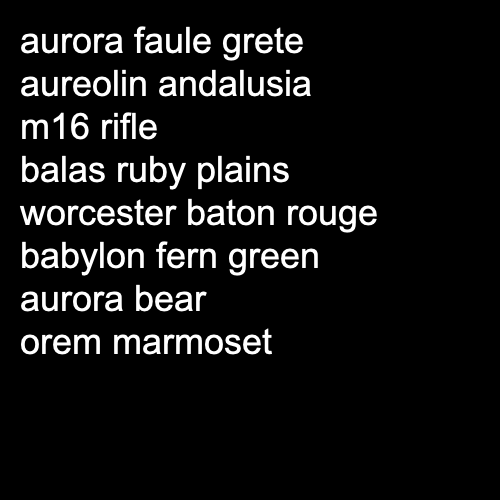 aurora faule grete
aureolin andalusia
m16 rifle
balas ruby plains
worcester baton rouge
babylon fern green
aurora bear
orem marmoset